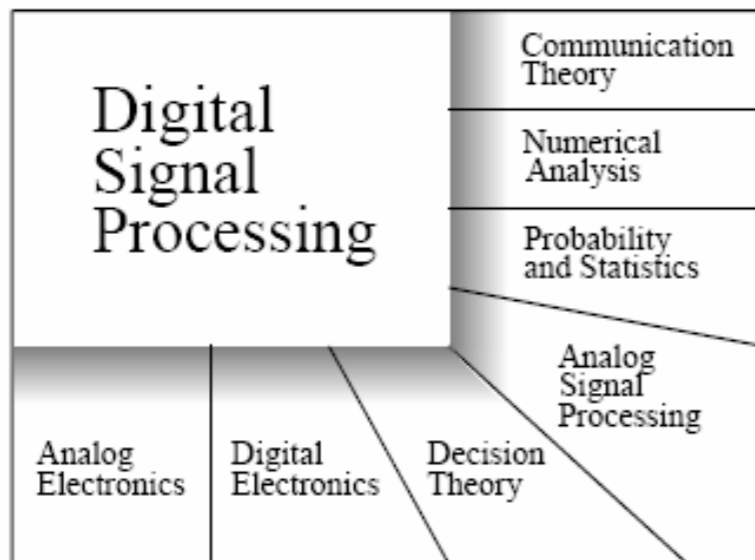 Digital
Signal
Processing
Communication
Theory
Numerical
Analysis
Probability
and Statistics
Analog
Signal
Processing
Analog
Electronics
Digital
Electronics
Decision
Theory